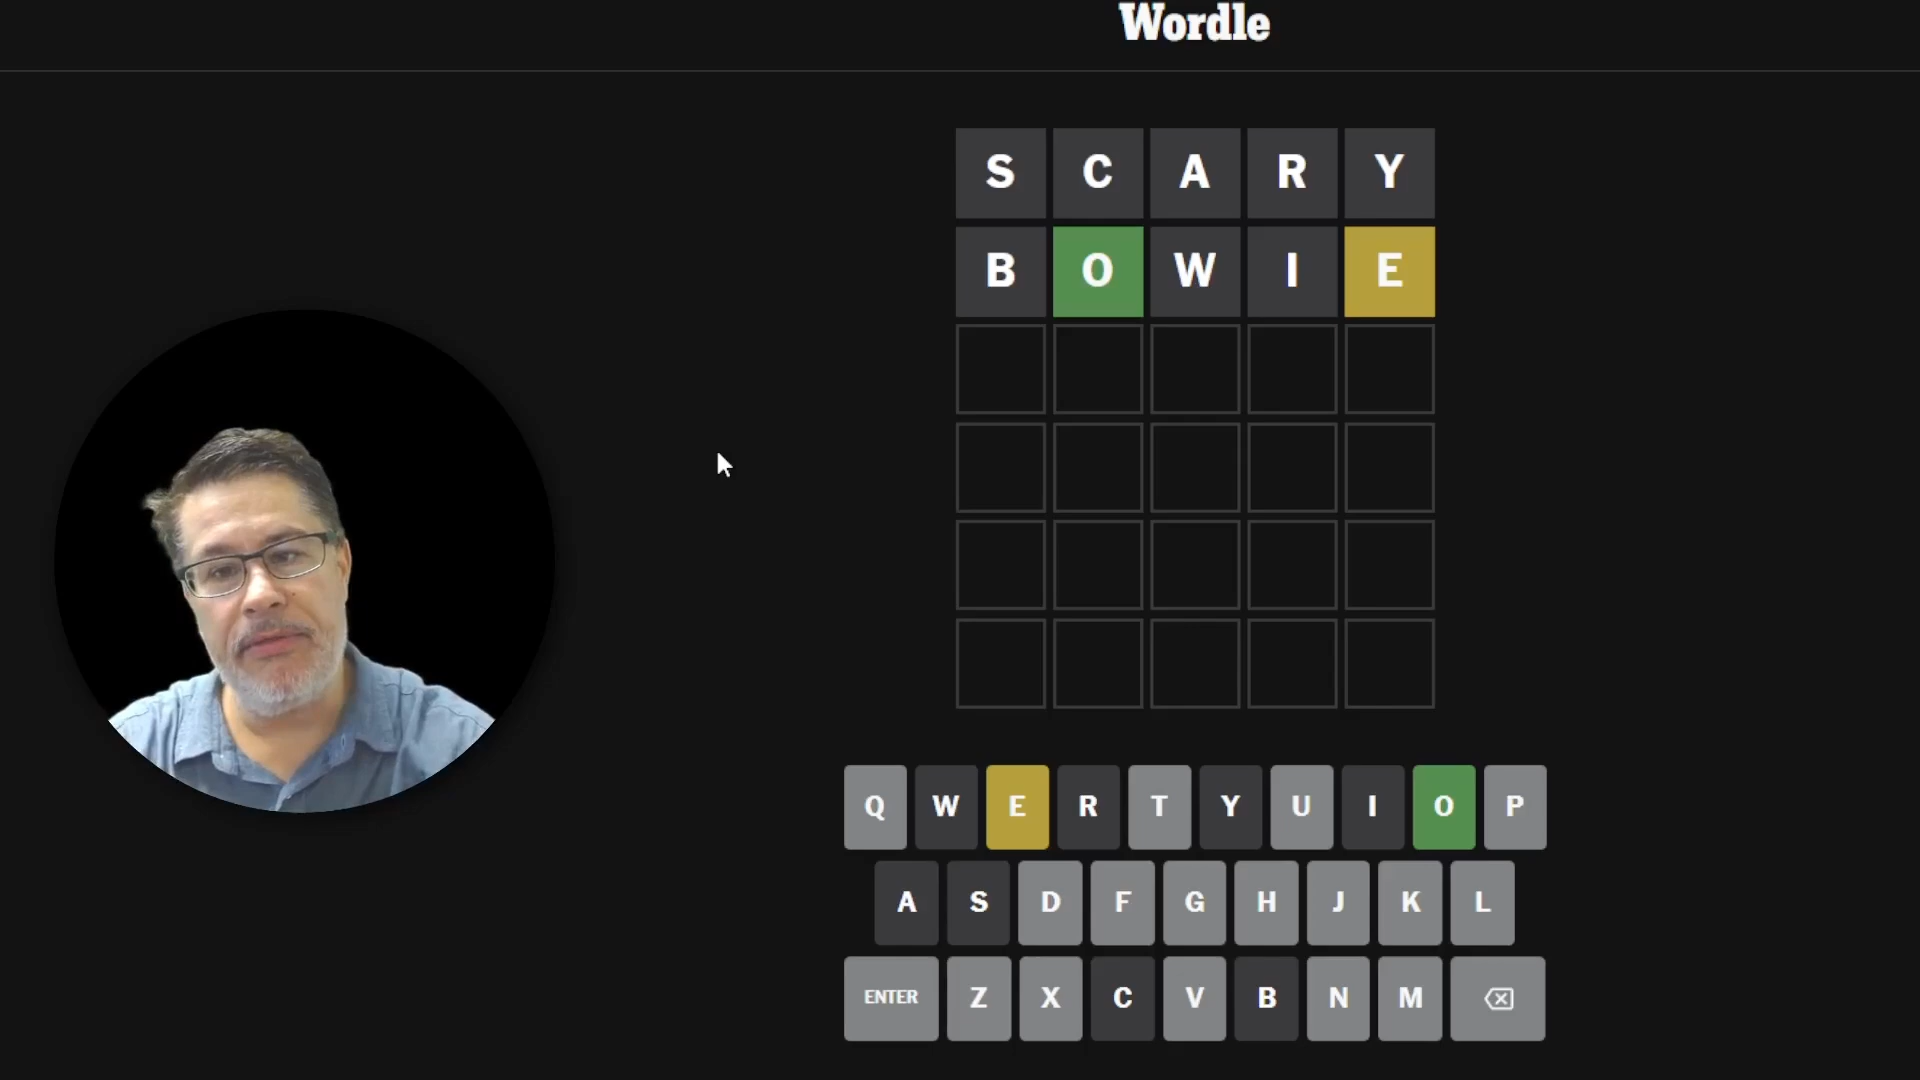 Wordle
S C A R Y
B O W I E
Q W E R T Y U I O P
A S D F G H J K L
ENTER Z X C V B N M